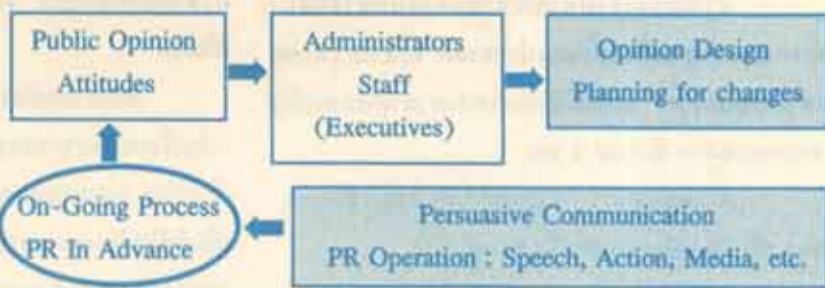 Public Opinion
Attitudes
Administrators
Staff
(Executives)
Opinion Design
Planning for changes
On-Going Process
PR In Advance
Persuasive Communication
PR Operation : Speech, Action, Media, etc.